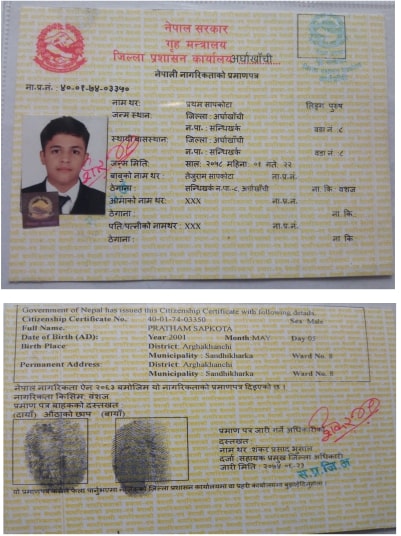 नेपाल सरकार
गृह मन्त्रालय
जिल्ला प्रशासन कार्यालय अर्घाखाँची
नेपाली नागरिकताको प्रमाणपत्र
ना.प्र.नं. : ४०-०१-७४-०३३५०
नाम थर: प्रथम सापकोटा लिङ्गः पुरुष
जन्म स्थान: जिल्ला : अर्घाखाँची
न.पा. : सन्धिखर्क वडा नं :८
स्थायी बासस्थान: जिल्ला : अर्घाखाँची
न.पा. : सन्धिखर्क वडा नं :८
जन्म मिति: साल: २०५८ महिना: ०१ गते: २२
बाबुको नाम थर : तेजुराम सापकोटा ना.प्र.नं.
ठेगाना: सन्धिखर्क न.पा.-८, अर्घाखाँची ना. कि. वंशज
आमाको नाम थर : XXX ना.प्र.नं.
ठेगाना : ना कि.
पति/पत्नीको नामथर : XXX ना.प्र.नं.
ठेगाना : ना कि.
Government of Nepal has issued this Citizenship Certificate with following details.
Citizenship Certificate No. 40-01-74-03350 Sex: Male
Full Name. PRATHAM SAPKOTA
Date of Birth (AD): Year:2001 Month:MAY Day:05
Birth Place District: Arghakhanchi
Municipality : Sandhikharka Ward No. 8
Permanent Address: District: Arghakhanchi
Municipality : Sandhikharka Ward No. 8
नेपाल नागरिकता ऐन २०६३ बमोजिम यो नागरिकताको प्रमाणपत्र दिइएको छ।
नागरिकता किसिम: वंशज
प्रमाण पत्र बाहकको दस्तखत
(दायाँ) औंठाको छाप (बायाँ)
प्रमाण पत्र जारी गर्ने अधिकारीको
दस्तखत
नाम थर: शंकर प्रसाद भुसाल
दर्जा: सहायक प्रमुख जिल्ला अधिकारी
स.प्र.जि.अ.